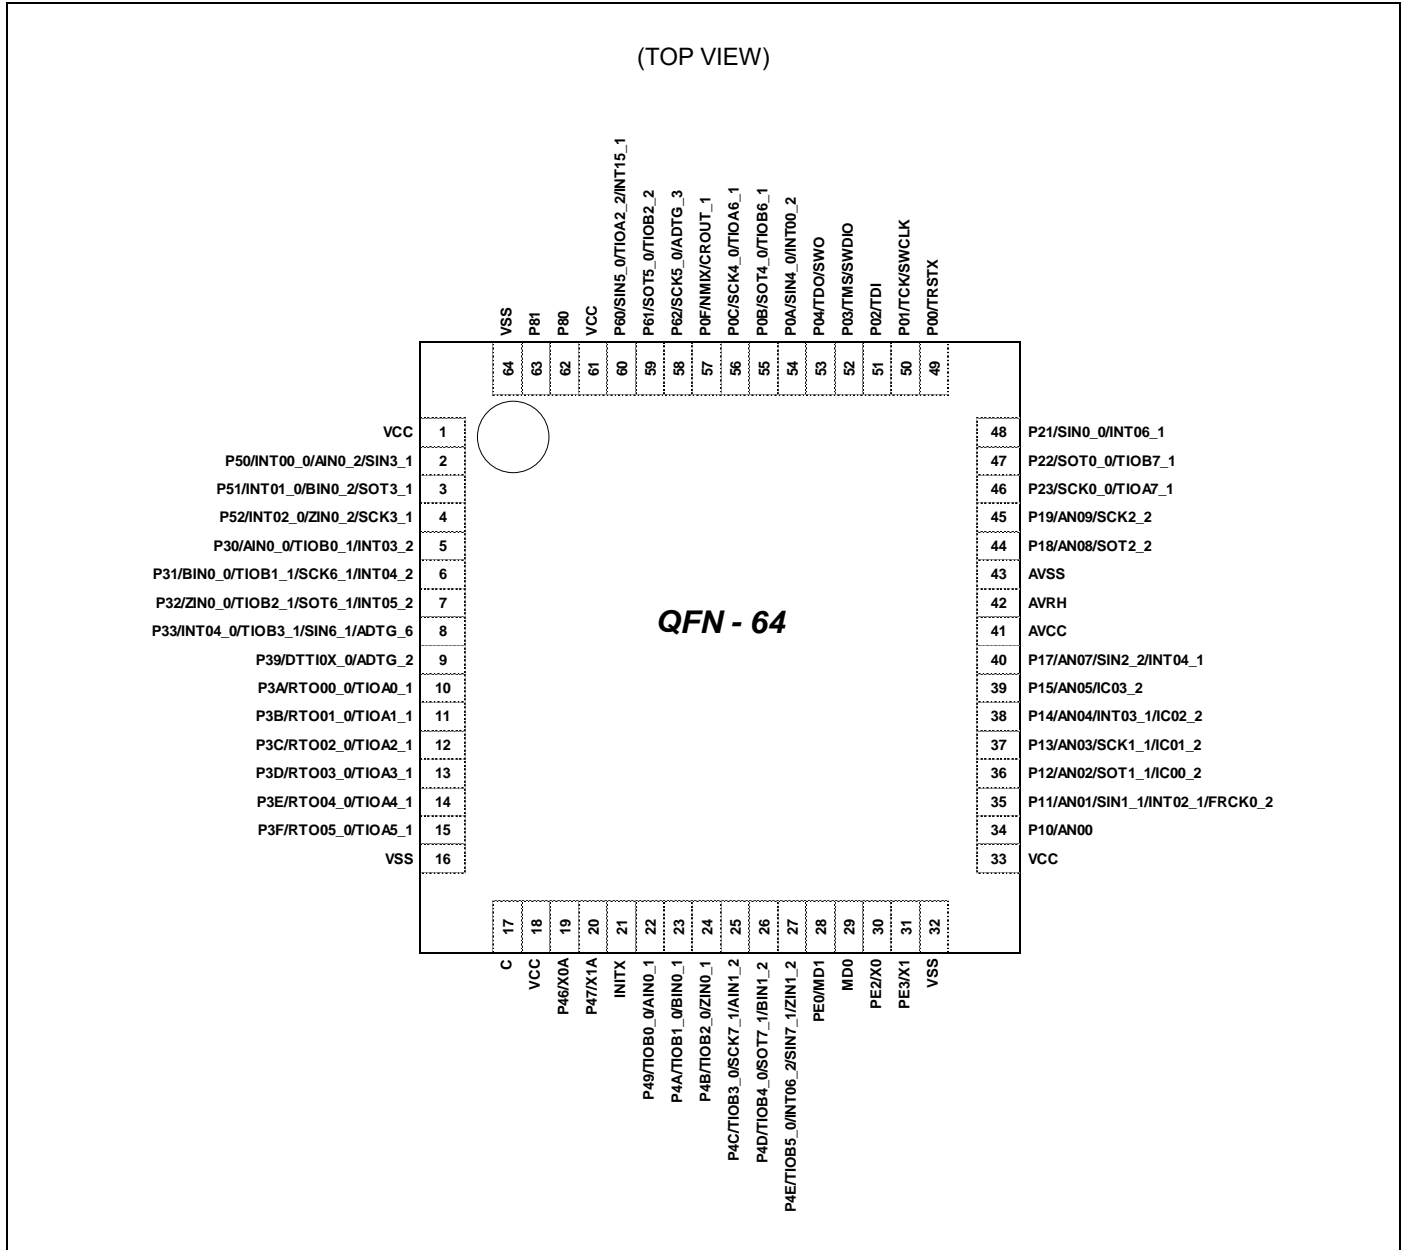 (TOP VIEW)
VSS
P81
P80
VCC
P60/SIN5_0/TIOA2_2/INT15_1
P61/SOT5_0/TIOB2_2
P62/SCK5_0/ADTG_3
P0F/NMIX/CROUT_1
P0C/SCK4_0/TIOA6_1
P0B/SOT4_0/TIOB6_1
P0A/SIN4_0/INT00_2
P04/TDO/SWO
P03/TMS/SWDIO
P02/TDI
P01/TCK/SWCLK
P00/TRSTX
64 63 62 61 60 59 58 57 56 55 54 53 52 51 50 49
VCC 1
P50/INT00_0/AIN0_2/SIN3_1 2
P51/INT01_0/BIN0_2/SOT3_1 3
P52/INT02_0/ZIN0_2/SCK3_1 4
P30/AIN0_0/TIOB0_1/INT03_2 5
P31/BIN0_0/TIOB1_1/SCK6_1/INT04_2 6
P32/ZIN0_0/TIOB2_1/SOT6_1/INT05_2 7
P33/INT04_0/TIOB3_1/SIN6_1/ADTG_6 8
P39/DTTI0X_0/ADTG_2 9
P3A/RTO00_0/TIOA0_1 10
P3B/RTO01_0/TIOA1_1 11
P3C/RTO02_0/TIOA2_1 12
P3D/RTO03_0/TIOA3_1 13
P3E/RTO04_0/TIOA4_1 14
P3F/RTO05_0/TIOA5_1 15
VSS 16
QFN - 64
48 P21/SIN0_0/INT06_1
47 P22/SOT0_0/TIOB7_1
46 P23/SCK0_0/TIOA7_1
45 P19/AN09/SCK2_2
44 P18/AN08/SOT2_2
43 AVSS
42 AVRH
41 AVCC
40 P17/AN07/SIN2_2/INT04_1
39 P15/AN05/IC03_2
38 P14/AN04/INT03_1/IC02_2
37 P13/AN03/SCK1_1/IC01_2
36 P12/AN02/SOT1_1/IC00_2
35 P11/AN01/SIN1_1/INT02_1/FRCK0_2
34 P10/AN00
33 VCC
17 18 19 20 21 22 23 24 25 26 27 28 29 30 31 32
C
VCC
P46/X0A
P47/X1A
INITX
P49/TIOB0_0/AIN0_1
P4A/TIOB1_0/BIN0_1
P4B/TIOB2_0/ZIN0_1
P4C/TIOB3_0/SCK7_1/AIN1_2
P4D/TIOB4_0/SOT7_1/BIN1_2
P4E/TIOB5_0/INT06_2/SIN7_1/ZIN1_2
PE0/MD1
MD0
PE2/X0
PE3/X1
VSS